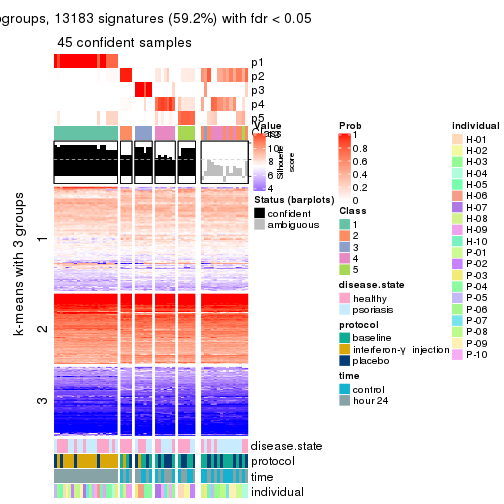 ogroups, 13183 signatures (59.2%) with fdr < 0.05
45 confident samples
p1
p2
p3
p4
p5
Class
Silhouette
score
k-means with 3 groups
1
2
3
disease.state
protocol
time
individual
Value
10
8
6
4
Status (barplots)
confident
ambiguous
Prob
1
0.8
0.6
0.4
0.2
0
Class
1
2
3
4
5
disease.state
healthy
psoriasis
protocol
baseline
interferon-γ injection
placebo
time
control
hour 24
individual
H-01
H-02
H-03
H-04
H-05
H-06
H-07
H-08
H-09
H-10
P-01
P-02
P-03
P-04
P-05
P-06
P-07
P-08
P-09
P-10